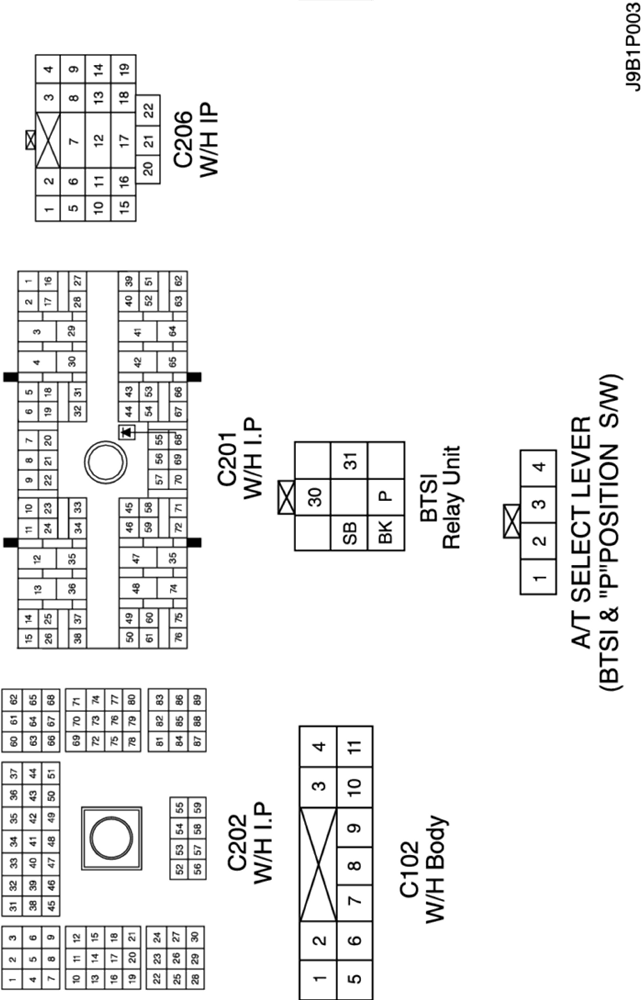 1 2 3
4 5 6
7 8 9
10 11 12
13 14 15
16 17 18
19 20 21
22 23 24
25 26 27
28 29 30
31 32 33 34 35 36 37
38 39 40 41 42 43 44
45 46 47 48 49 50 51
52 53 54 55
56 57 58 59
60 61 62
63 64 65
66 67 68
69 70 71
72 73 74
75 76 77
78 79 80
81 82 83
84 85 86
87 88 89
C202
W/H I.P
15 14 13 12 11 10 9 8 7 6 5 4 3 2 1
26 25 24 23 22 21 20 19 18 17 16
38 37 36 35 34 33 32 31 30 29 28 27
50 49 48 47 46 45 44 43 42 41 40 39
61 60 59 58 57 56 55 54 53 52 51
76 75 74 35 72 71 70 69 68 67 66 65 64 63 62
C201
W/H I.P
1 2 3 4
5 6 7 8 9
10 11 12 13 14
15 16 17 18 19
20 21 22
C206
W/H IP
1 2 3 4
5 6 7 8 9 10 11
C102
W/H Body
30
SB 31
BK P
BTSI
Relay Unit
1 2 3 4
A/T SELECT LEVER
(BTSI & "P"POSITION S/W)
J9B1P003